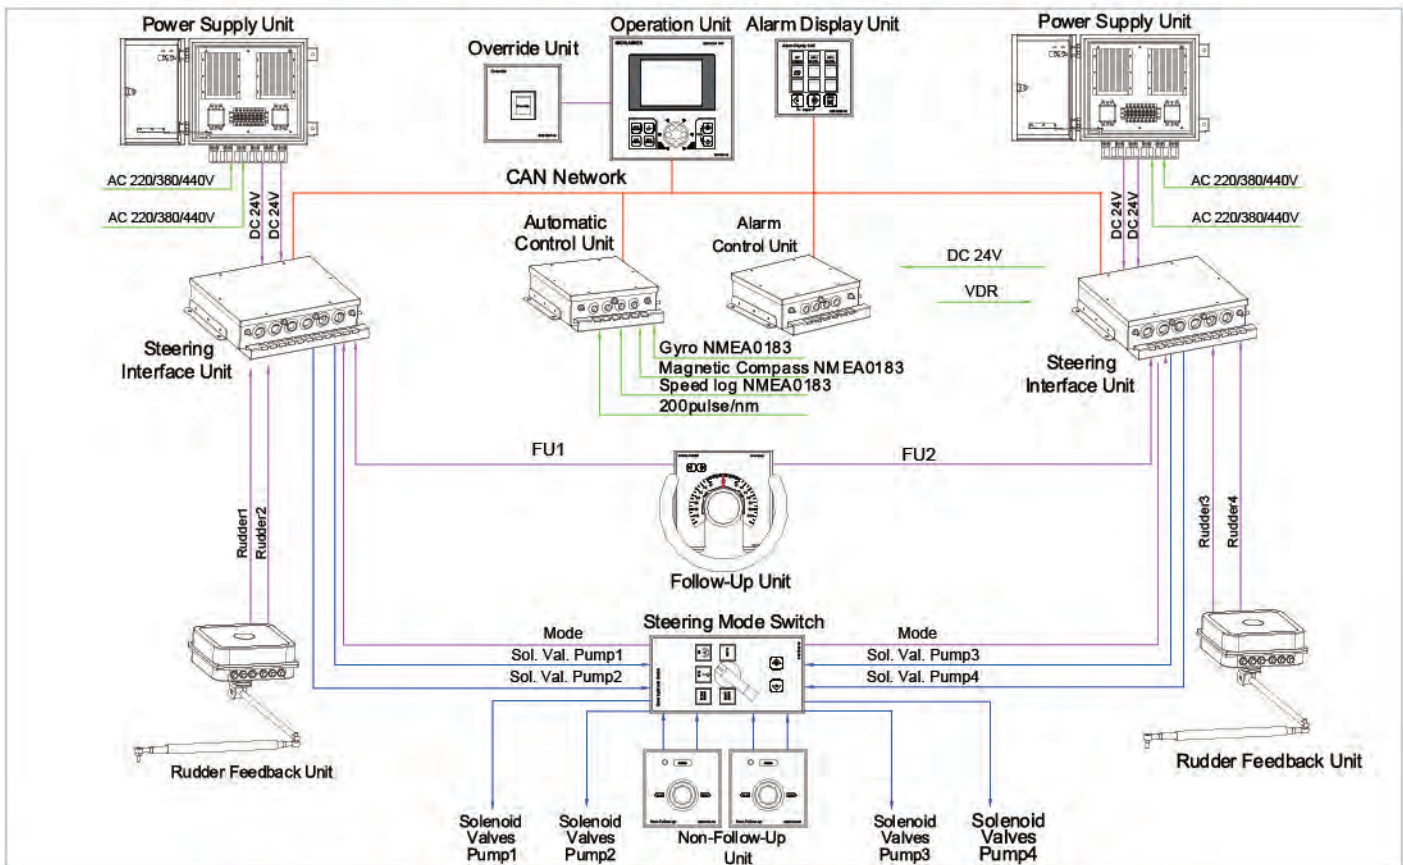 Power Supply Unit
Operation Unit
Alarm Display Unit
Power Supply Unit
Override Unit
CAN Network
AC 220/380/440V
AC 220/380/440V
DC 24V
DC 24V
Automatic
Control Unit
Alarm
Control Unit
DC 24V
VDR
DC 24V
DC 24V
AC 220/380/440V
AC 220/380/440V
Steering
Interface Unit
Gyro NMEA0183
Magnetic Compass NMEA0183
Speed log NMEA0183
200pulse/nm
Steering
Interface Unit
FU1
FU2
Rudder1
Rudder2
Rudder3
Rudder4
Follow-Up Unit
Steering Mode Switch
Mode
Sol. Val. Pump1
Sol. Val. Pump2
Mode
Sol. Val. Pump3
Sol. Val. Pump4
Rudder Feedback Unit
Rudder Feedback Unit
Solenoid
Valves
Pump1
Solenoid
Valves
Pump2
Non-Follow-Up
Unit
Solenoid
Valves
Pump3
Solenoid
Valves
Pump4